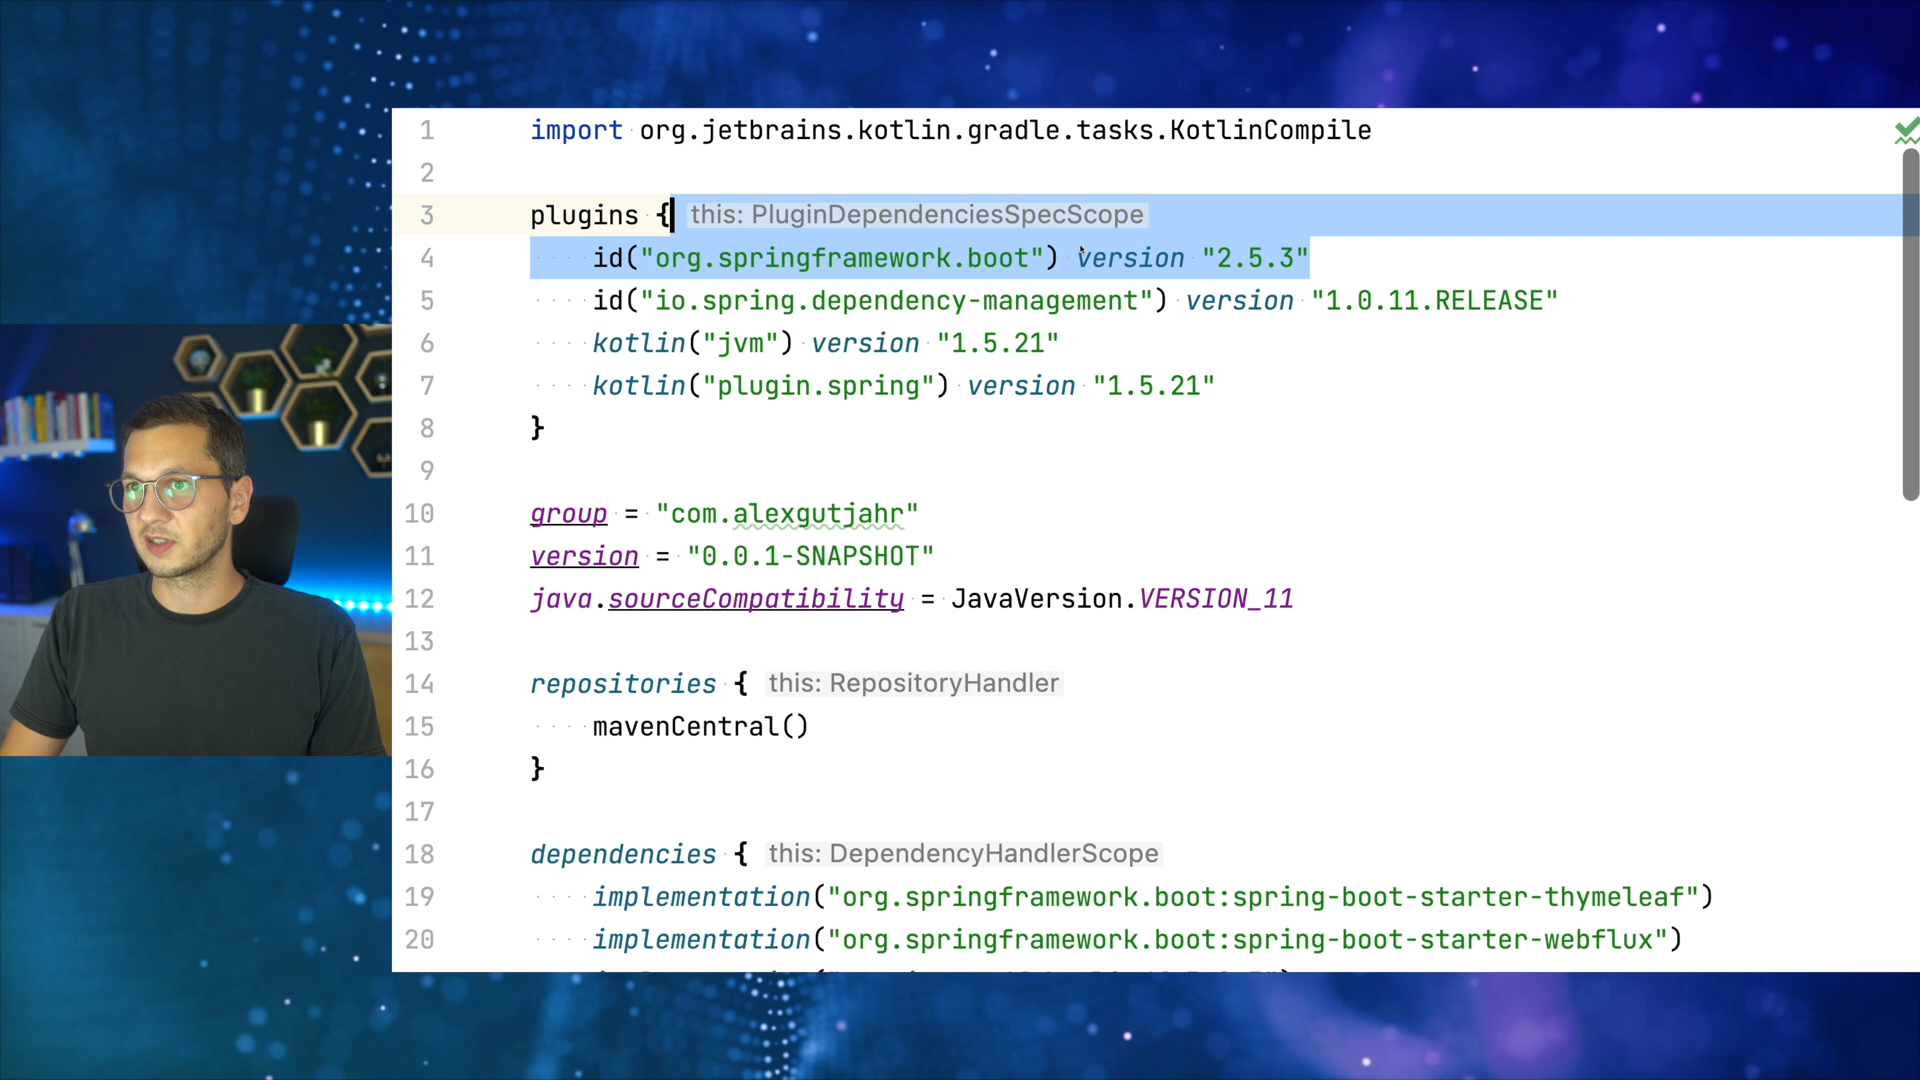 1 import org.jetbrains.kotlin.gradle.tasks.KotlinCompile
2
3 plugins { this: PluginDependenciesSpecScope
4 id("org.springframework.boot") version "2.5.3"
5 id("io.spring.dependency-management") version "1.0.11.RELEASE"
6 kotlin("jvm") version "1.5.21"
7 kotlin("plugin.spring") version "1.5.21"
8 }
9
10 group = "com.alexgutjahr"
11 version = "0.0.1-SNAPSHOT"
12 java.sourceCompatibility = JavaVersion.VERSION_11
13
14 repositories { this: RepositoryHandler
15 mavenCentral()
16 }
17
18 dependencies { this: DependencyHandlerScope
19 implementation("org.springframework.boot:spring-boot-starter-thymeleaf")
20 implementation("org.springframework.boot:spring-boot-starter-webflux")